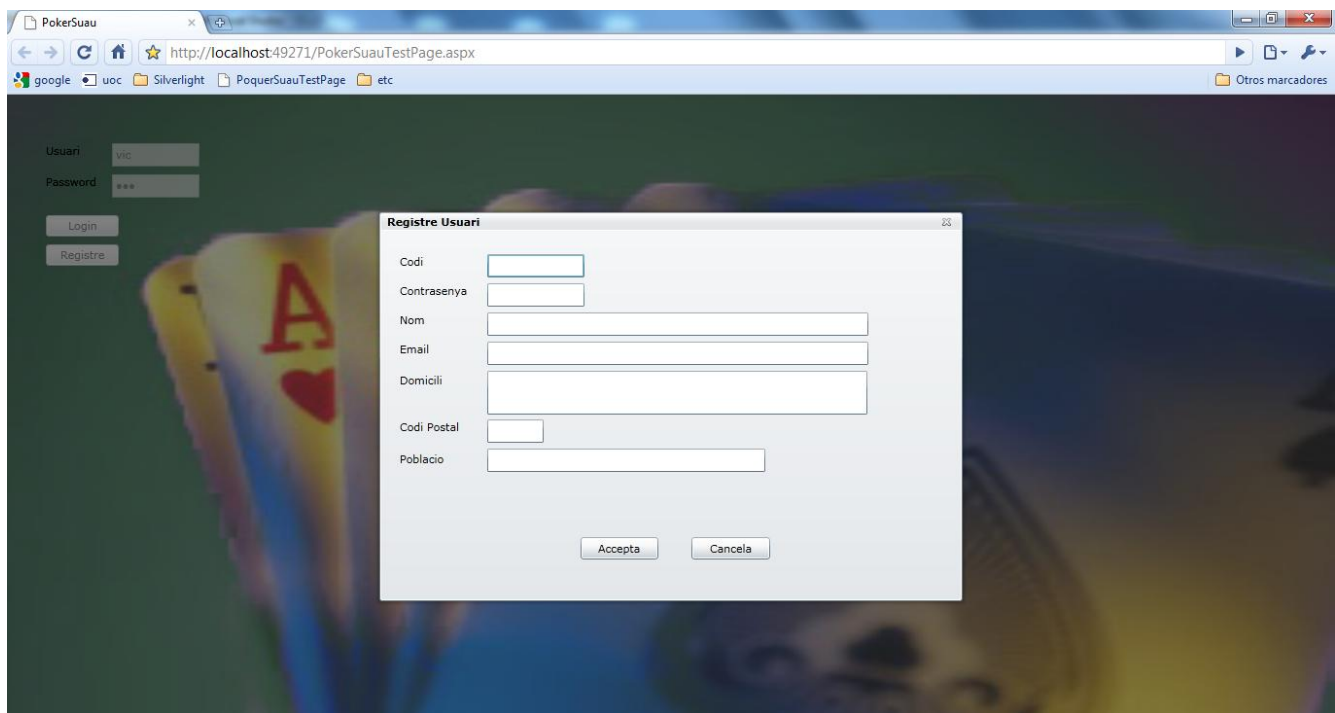 PokerSuau
http://localhost:49271/PokerSuauTestPage.aspx
google uoc Silverlight PoquerSuauTestPage etc Otros marcadores
Usuari vic
Password •••
Login
Registre
A
Registre Usuari
Codi
Contrasenya
Nom
Email
Domicili
Codi Postal
Poblacio
Accepta Cancela